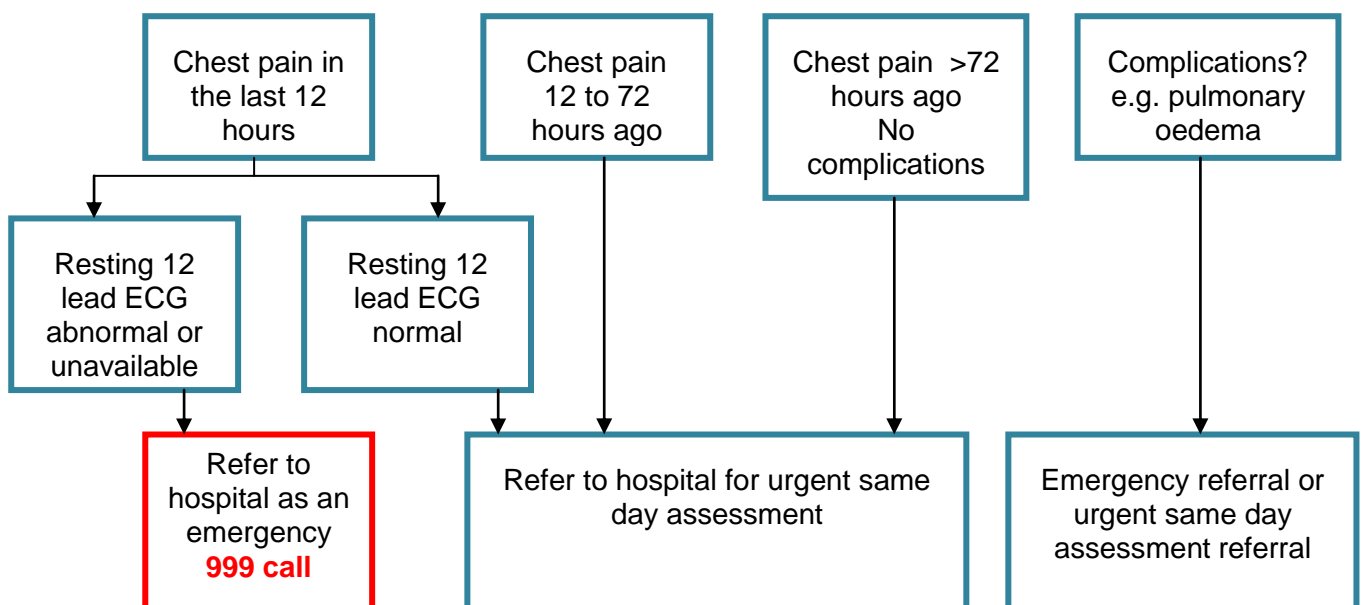 Chest pain in
the last 12
hours
Chest pain
12 to 72
hours ago
Chest pain >72
hours ago
No
complications
Complications?
e.g. pulmonary
oedema
Resting 12
lead ECG
abnormal or
unavailable
Resting 12
lead ECG
normal
Refer to
hospital as an
emergency
999 call
Refer to hospital for urgent same
day assessment
Emergency referral or
urgent same day
assessment referral